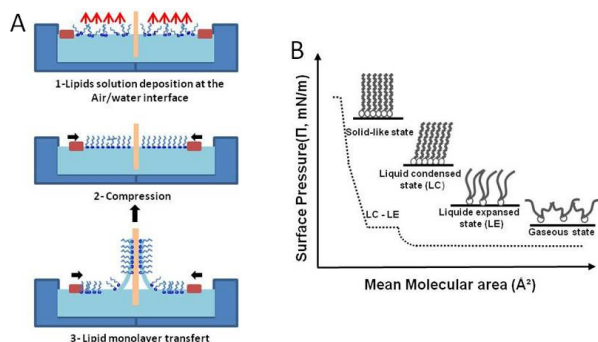 A
1-Lipids solution deposition at the
Air/water interface
2- Compression
3- Lipid monolayer transfert
B
Surface Pressure(Π, mN/m)
Solid-like state
Liquid condensed
state (LC)
LC - LE
Liquide expansed
state (LE)
Gaseous state
Mean Molecular area (Å²)